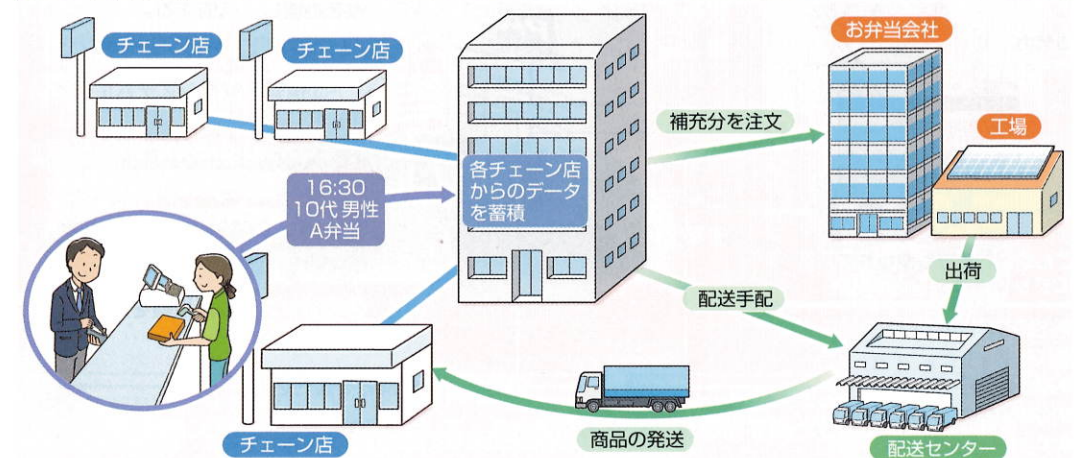 チェーン店
チェーン店
お弁当会社
補充分を注文
工場
各チェーン店
からのデータ
を蓄積
16:30
10代 男性
A弁当
出荷
配送手配
商品の発送
チェーン店
配送センター